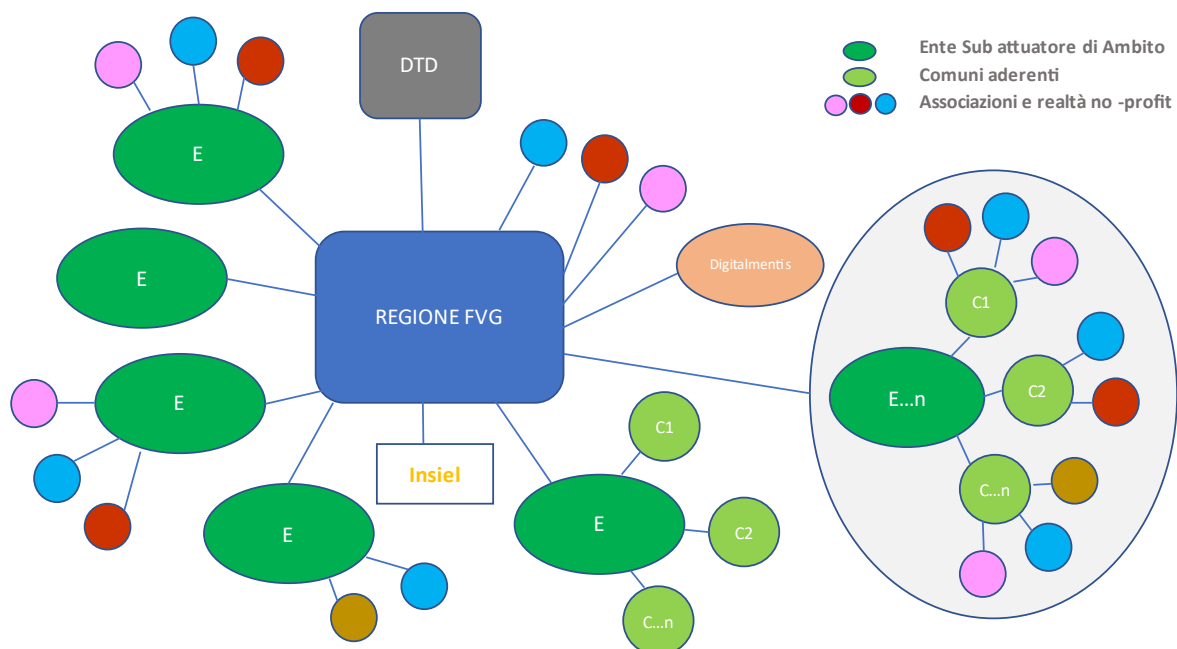 DTD
Ente Sub attuatore di Ambito
Comuni aderenti
Associazioni e realtà no -profit
E
E
Digitalmentis
REGIONE FVG
C1
E
E...n
C2
C1
Insiel
C...n
E
E
C2
C...n